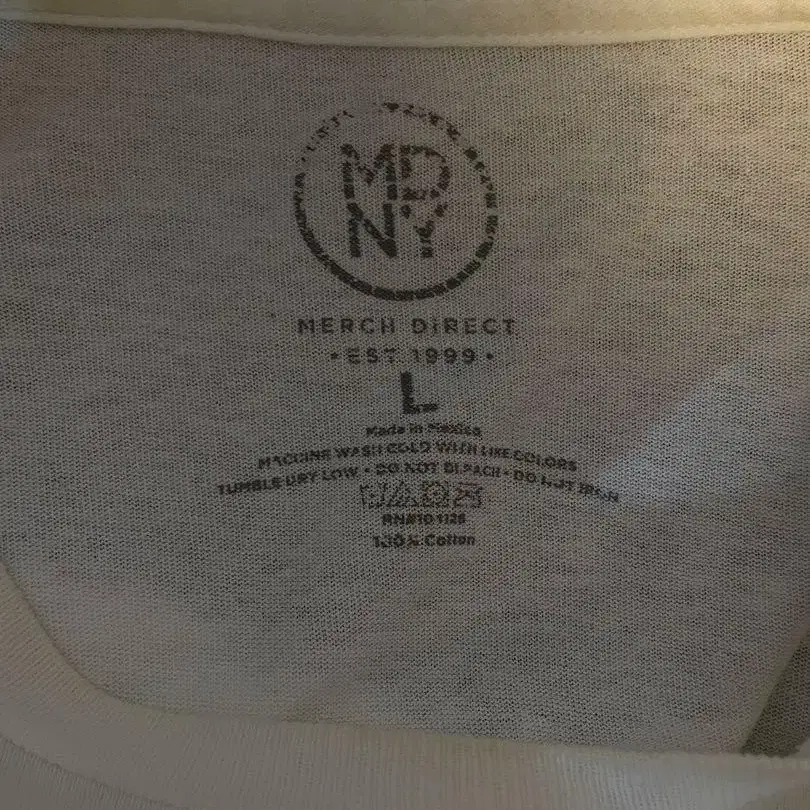 MD
NY
MERCH DIRECT
• EST 1999 •
L
Made in Mexico
MACHINE WASH COLD WITH LIKE COLORS
TUMBLE DRY LOW • DO NOT BLEACH • DO NOT IRON
100% Cotton